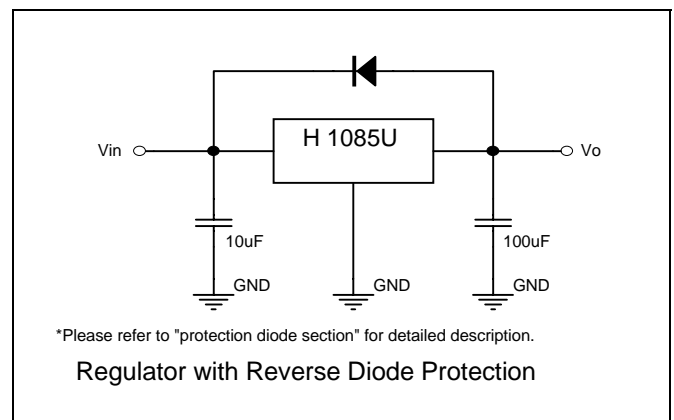 H 1085U
Vin
Vo
10uF
100uF
GND
GND
GND
*Please refer to "protection diode section" for detailed description.
Regulator with Reverse Diode Protection